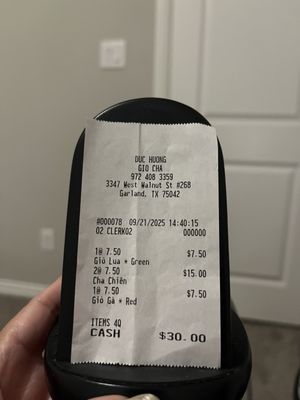 DUC HUONG
GIO CHA
972 408 3359
3347 West Walnut St #268
Garland, TX 75042
#000078 09/21/2025 14:40:15
02 CLERK02 000000
1@ 7.50 $7.50
Giò Lua * Green
2@ 7.50 $15.00
Cha Chiên
1@ 7.50 $7.50
Giò Gà * Red
ITEMS 4Q
CASH $30.00